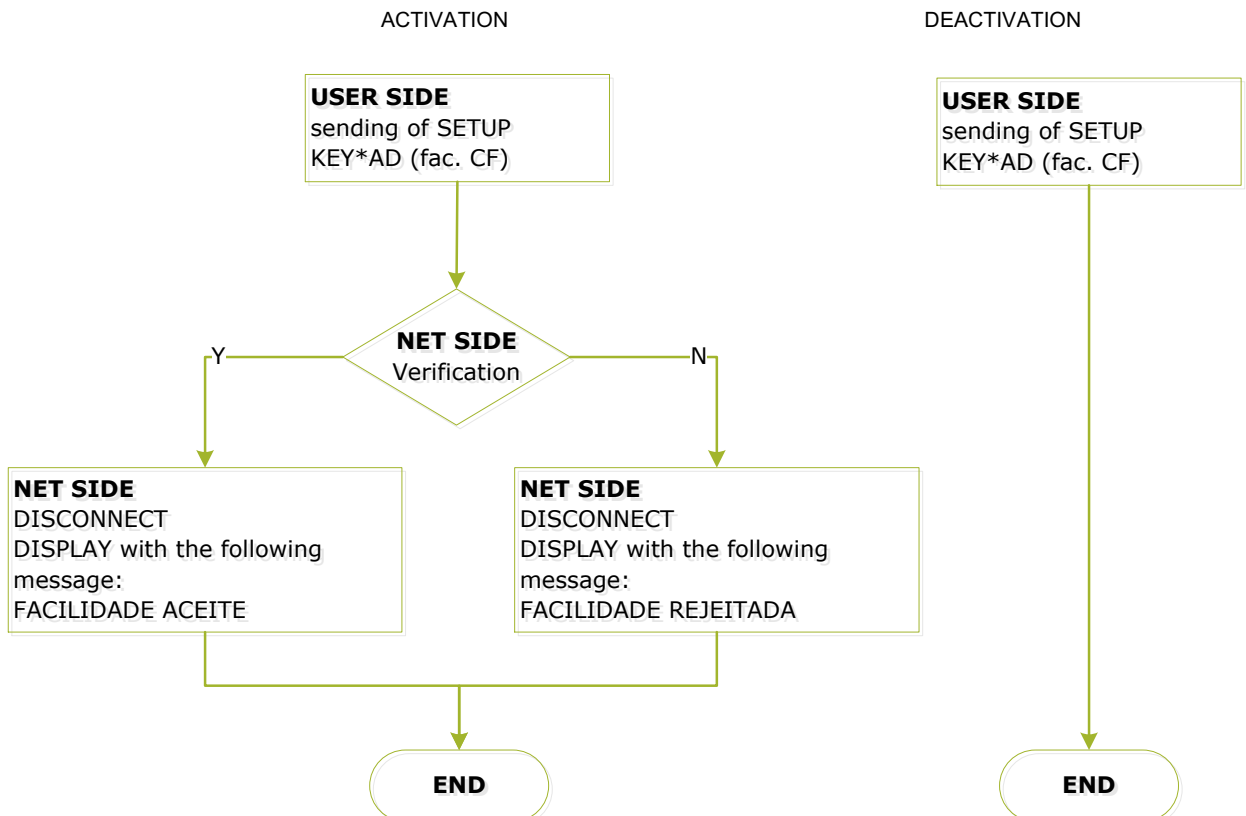 ACTIVATION
DEACTIVATION
USER SIDE
sending of SETUP
KEY*AD (fac. CF)
USER SIDE
sending of SETUP
KEY*AD (fac. CF)
NET SIDE
Verification
Y
N
NET SIDE
DISCONNECT
DISPLAY with the following
message:
FACILIDADE ACEITE
NET SIDE
DISCONNECT
DISPLAY with the following
message:
FACILIDADE REJEITADA
END
END